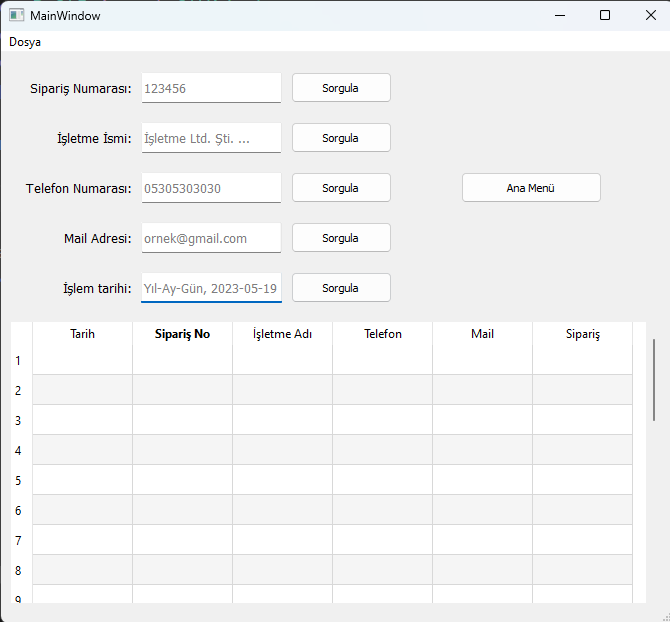 MainWindow
Dosya
Sipariş Numarası: 123456 Sorgula
İşletme İsmi: İşletme Ltd. Şti. ... Sorgula
Telefon Numarası: 05305303030 Sorgula Ana Menü
Mail Adresi: ornek@gmail.com Sorgula
İşlem tarihi: Yıl-Ay-Gün, 2023-05-19 Sorgula
Tarih Sipariş No İşletme Adı Telefon Mail Sipariş
1
2
3
4
5
6
7
8
9